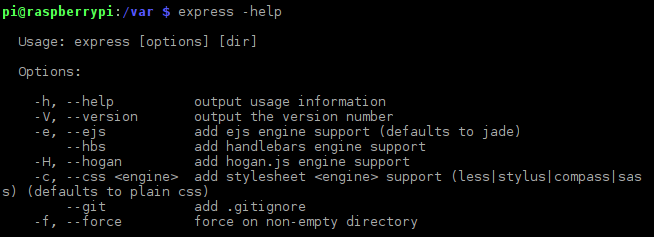 pi@raspberrypi:/var $ express -help
Usage: express [options] [dir]
Options:
-h, --help output usage information
-V, --version output the version number
-e, --ejs add ejs engine support (defaults to jade)
--hbs add handlebars engine support
-H, --hogan add hogan.js engine support
-c, --css <engine> add stylesheet <engine> support (less|stylus|compass|sas
s) (defaults to plain css)
--git add .gitignore
-f, --force force on non-empty directory